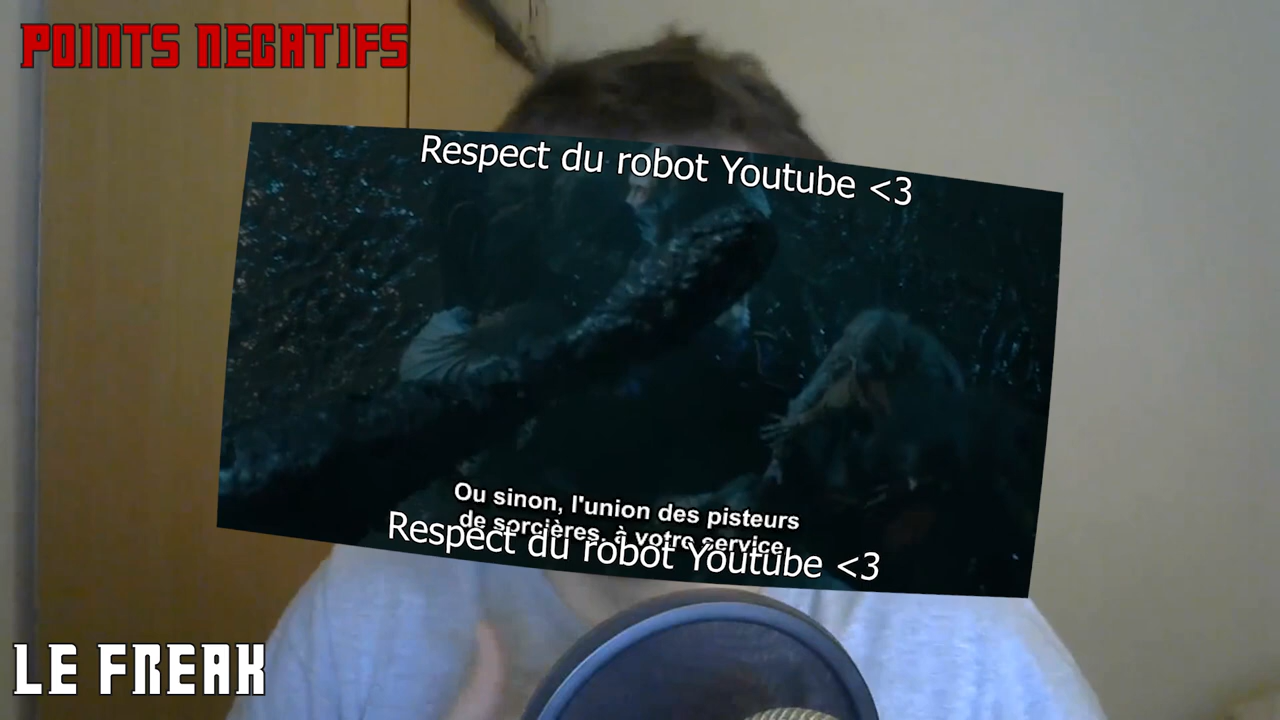 POINTS NEGATIFS
Respect du robot Youtube <3
Ou sinon, l'union des pisteurs
de sorcières, à votre service
Respect du robot Youtube <3
LE FREAK